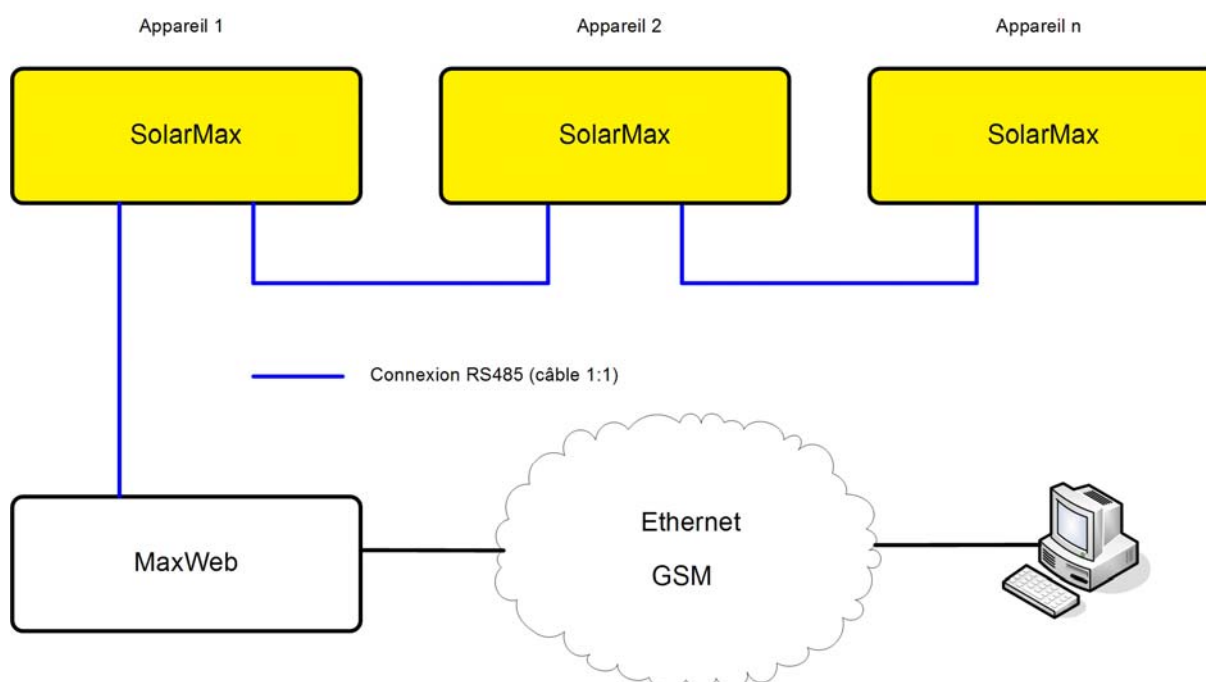 Appareil 1
Appareil 2
Appareil n
SolarMax
SolarMax
SolarMax
Connexion RS485 (câble 1:1)
MaxWeb
Ethernet
GSM